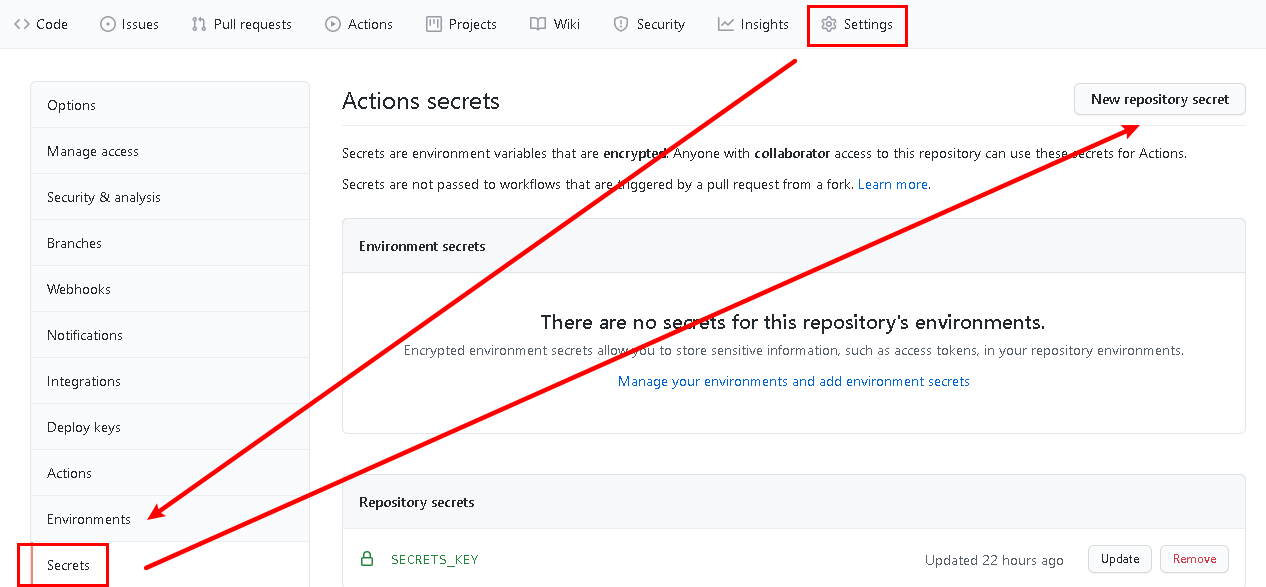 Code Issues Pull requests Actions Projects Wiki Security Insights Settings
Options
Manage access
Security & analysis
Branches
Webhooks
Notifications
Integrations
Deploy keys
Actions
Environments
Secrets
Actions secrets
New repository secret
Secrets are environment variables that are encrypted. Anyone with collaborator access to this repository can use these secrets for Actions.
Secrets are not passed to workflows that are triggered by a pull request from a fork. Learn more.
Environment secrets
There are no secrets for this repository's environments.
Encrypted environment secrets allow you to store sensitive information, such as access tokens, in your repository environments.
Manage your environments and add environment secrets
Repository secrets
SECRETS_KEY Updated 22 hours ago Update Remove